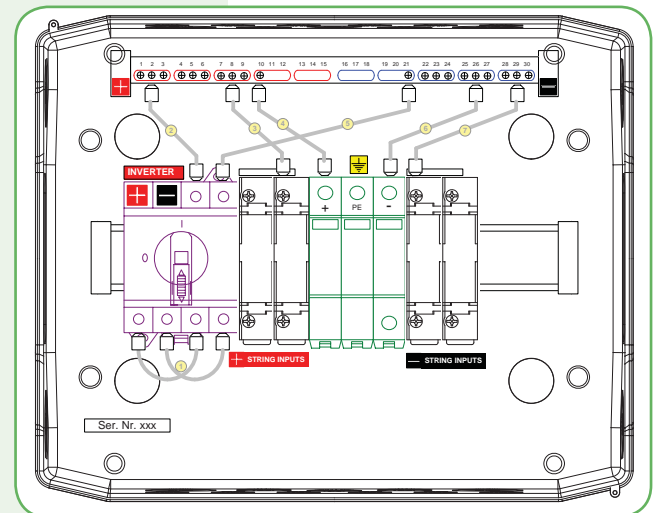 1 2 3 4 5 6 7 8 9 10 11 12 13 14 15 16 17 18 19 20 21 22 23 24 25 26 27 28 29 30
+ −
2 3 4 5 6 7
INVERTER
+ − I
+ PE -
0
1
+ STRING INPUTS
− STRING INPUTS
Ser. Nr. xxx